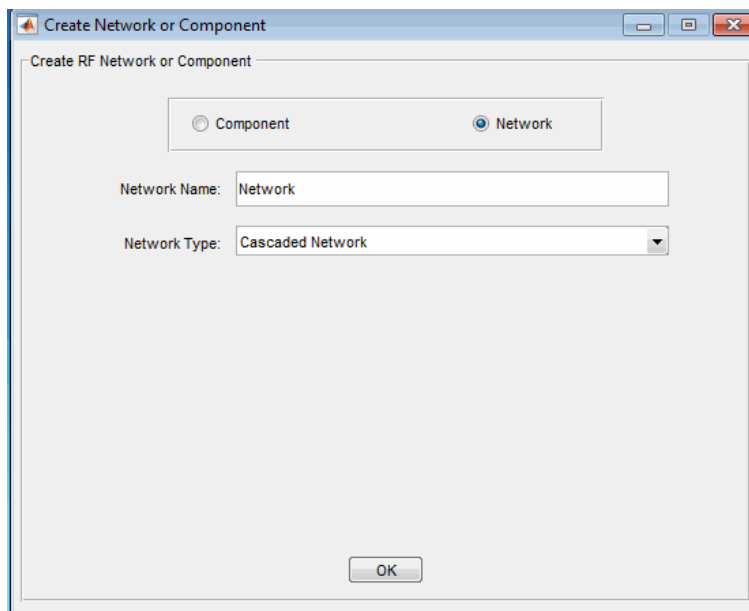 Create Network or Component
Create RF Network or Component
Component Network
Network Name: Network
Network Type: Cascaded Network
OK